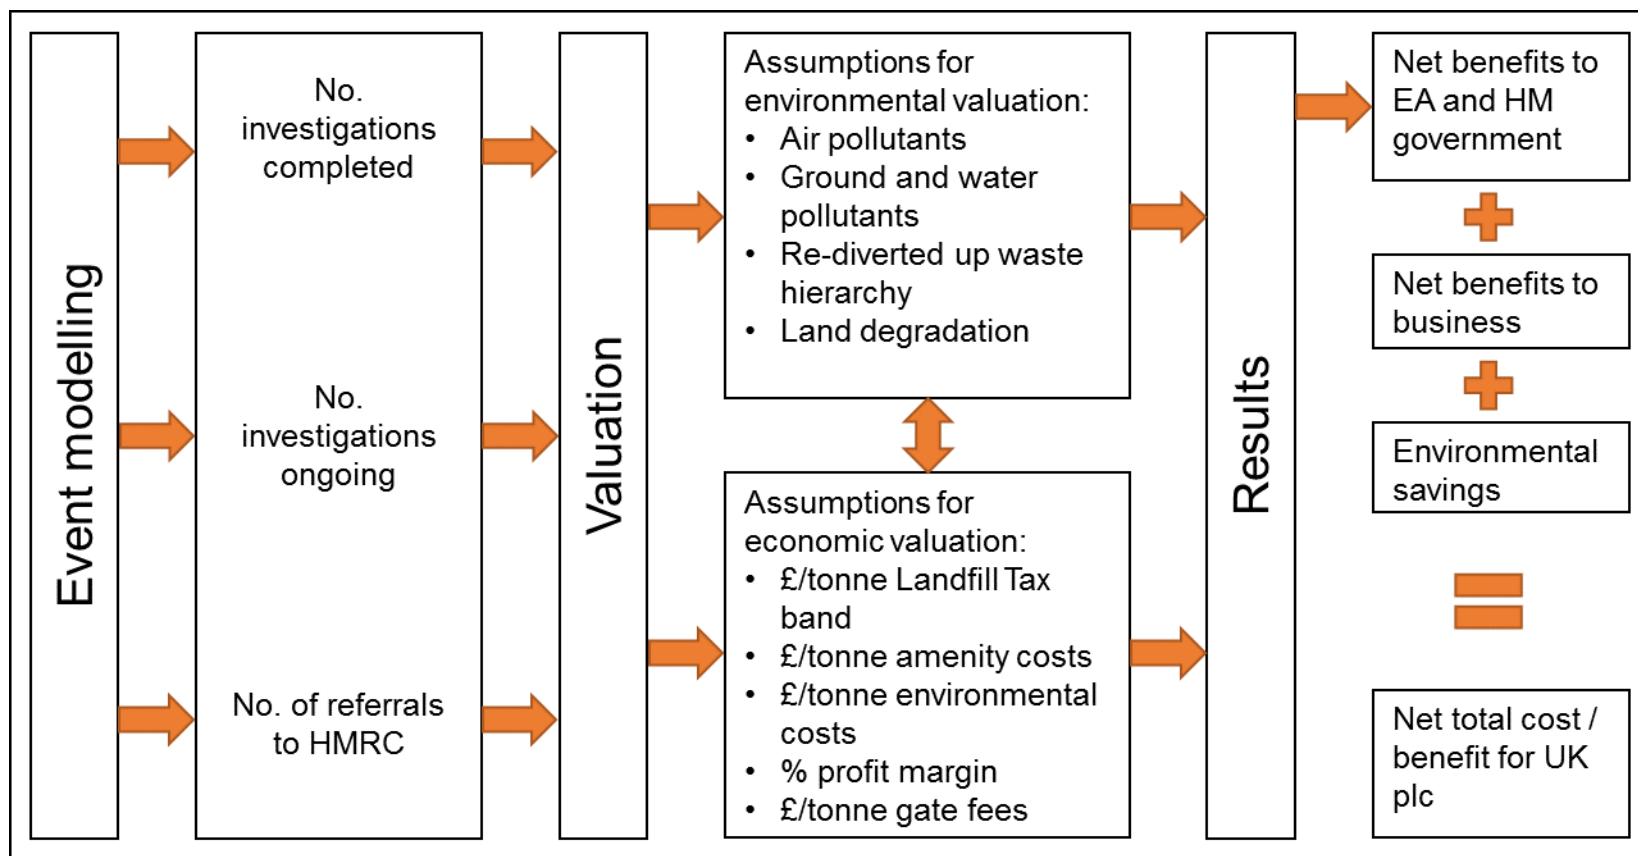 Event modelling
No.
investigations
completed
No.
investigations
ongoing
No. of referrals
to HMRC
Valuation
Assumptions for
environmental valuation:
• Air pollutants
• Ground and water
pollutants
• Re-diverted up waste
hierarchy
• Land degradation
Assumptions for
economic valuation:
• £/tonne Landfill Tax
band
• £/tonne amenity costs
• £/tonne environmental
costs
• % profit margin
• £/tonne gate fees
Results
Net benefits to
EA and HM
government
Net benefits to
business
Environmental
savings
Net total cost /
benefit for UK
plc